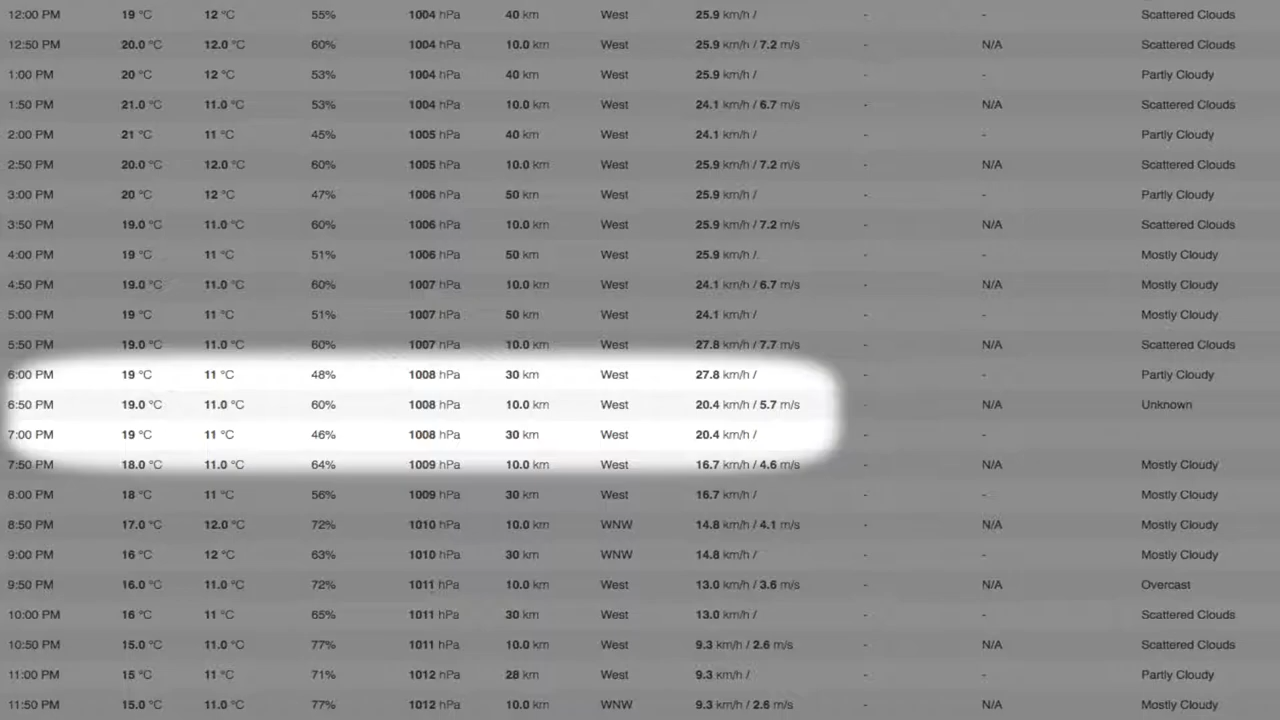 12:00 PM 19 °C 12 °C 55% 1004 hPa 40 km West 25.9 km/h / - - Scattered Clouds
12:50 PM 20.0 °C 12.0 °C 60% 1004 hPa 10.0 km West 25.9 km/h / 7.2 m/s - N/A Scattered Clouds
1:00 PM 20 °C 12 °C 53% 1004 hPa 40 km West 25.9 km/h / - - Partly Cloudy
1:50 PM 21.0 °C 11.0 °C 53% 1004 hPa 10.0 km West 24.1 km/h / 6.7 m/s - N/A Scattered Clouds
2:00 PM 21 °C 11 °C 45% 1005 hPa 40 km West 24.1 km/h / - - Partly Cloudy
2:50 PM 20.0 °C 12.0 °C 60% 1005 hPa 10.0 km West 25.9 km/h / 7.2 m/s - N/A Scattered Clouds
3:00 PM 20 °C 12 °C 47% 1006 hPa 50 km West 25.9 km/h / - - Partly Cloudy
3:50 PM 19.0 °C 11.0 °C 60% 1006 hPa 10.0 km West 25.9 km/h / 7.2 m/s - N/A Scattered Clouds
4:00 PM 19 °C 11 °C 51% 1006 hPa 50 km West 25.9 km/h / - - Mostly Cloudy
4:50 PM 19.0 °C 11.0 °C 60% 1007 hPa 10.0 km West 24.1 km/h / 6.7 m/s - N/A Mostly Cloudy
5:00 PM 19 °C 11 °C 51% 1007 hPa 50 km West 24.1 km/h / - - Mostly Cloudy
5:50 PM 19.0 °C 11.0 °C 60% 1007 hPa 10.0 km West 27.8 km/h / 7.7 m/s - N/A Scattered Clouds
6:00 PM 19 °C 11 °C 48% 1008 hPa 30 km West 27.8 km/h / - - Partly Cloudy
6:50 PM 19.0 °C 11.0 °C 60% 1008 hPa 10.0 km West 20.4 km/h / 5.7 m/s - N/A Unknown
7:00 PM 19 °C 11 °C 46% 1008 hPa 30 km West 20.4 km/h / - -
7:50 PM 18.0 °C 11.0 °C 64% 1009 hPa 10.0 km West 16.7 km/h / 4.6 m/s - N/A Mostly Cloudy
8:00 PM 18 °C 11 °C 56% 1009 hPa 30 km West 16.7 km/h / - - Mostly Cloudy
8:50 PM 17.0 °C 12.0 °C 72% 1010 hPa 10.0 km WNW 14.8 km/h / 4.1 m/s - N/A Mostly Cloudy
9:00 PM 16 °C 12 °C 63% 1010 hPa 30 km WNW 14.8 km/h / - - Mostly Cloudy
9:50 PM 16.0 °C 11.0 °C 72% 1011 hPa 10.0 km West 13.0 km/h / 3.6 m/s - N/A Overcast
10:00 PM 16 °C 11 °C 65% 1011 hPa 30 km West 13.0 km/h / - - Scattered Clouds
10:50 PM 15.0 °C 11.0 °C 77% 1011 hPa 10.0 km West 9.3 km/h / 2.6 m/s - N/A Scattered Clouds
11:00 PM 15 °C 11 °C 71% 1012 hPa 28 km West 9.3 km/h / - - Partly Cloudy
11:50 PM 15.0 °C 11.0 °C 77% 1012 hPa 10.0 km WNW 9.3 km/h / 2.6 m/s - N/A Mostly Cloudy